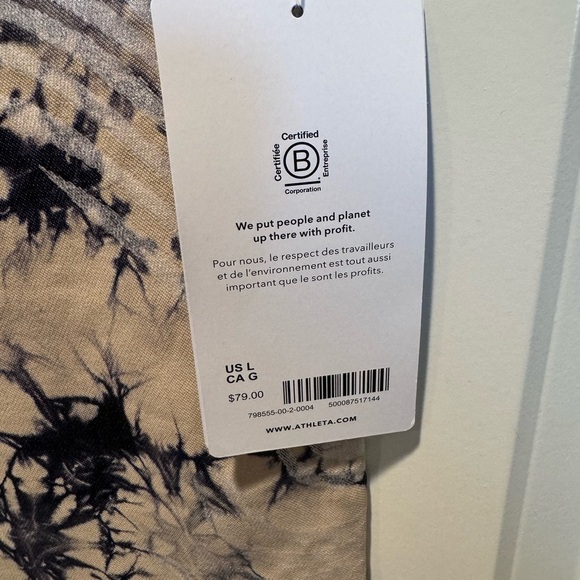 Certified
Certifiée
B
Entreprise
Corporation
We put people and planet
up there with profit.
Pour nous, le respect des travailleurs
et de l'environnement est tout aussi
important que le sont les profits.
US L
CA G
$79.00
798555-00-2-0004 500087517144
WWW.ATHLETA.COM